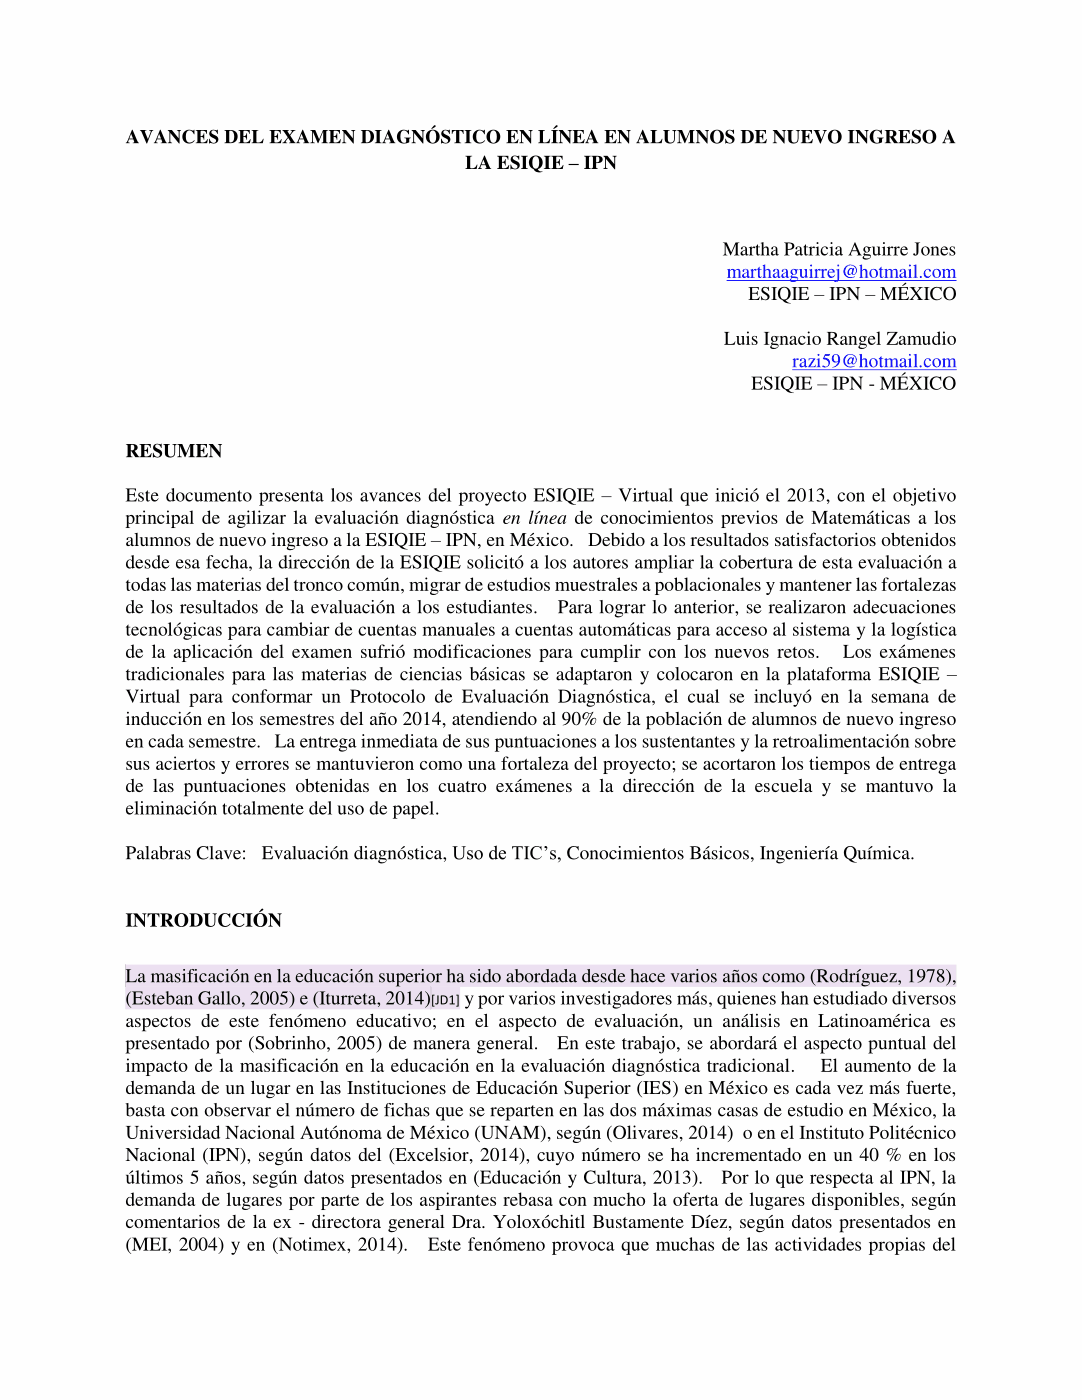 AVANCES DEL EXAMEN DIAGNÓSTICO EN LÍNEA EN ALUMNOS DE NUEVO INGRESO A
LA ESIQIE – IPN
Martha Patricia Aguirre Jones
marthaaguirrej@hotmail.com
ESIQIE – IPN – MÉXICO
Luis Ignacio Rangel Zamudio
razi59@hotmail.com
ESIQIE – IPN - MÉXICO
RESUMEN
Este documento presenta los avances del proyecto ESIQIE – Virtual que inició el 2013, con el objetivo
principal de agilizar la evaluación diagnóstica en línea de conocimientos previos de Matemáticas a los
alumnos de nuevo ingreso a la ESIQIE – IPN, en México. Debido a los resultados satisfactorios obtenidos
desde esa fecha, la dirección de la ESIQIE solicitó a los autores ampliar la cobertura de esta evaluación a
todas las materias del tronco común, migrar de estudios muestrales a poblacionales y mantener las fortalezas
de los resultados de la evaluación a los estudiantes. Para lograr lo anterior, se realizaron adecuaciones
tecnológicas para cambiar de cuentas manuales a cuentas automáticas para acceso al sistema y la logística
de la aplicación del examen sufrió modificaciones para cumplir con los nuevos retos. Los exámenes
tradicionales para las materias de ciencias básicas se adaptaron y colocaron en la plataforma ESIQIE –
Virtual para conformar un Protocolo de Evaluación Diagnóstica, el cual se incluyó en la semana de
inducción en los semestres del año 2014, atendiendo al 90% de la población de alumnos de nuevo ingreso
en cada semestre. La entrega inmediata de sus puntuaciones a los sustentantes y la retroalimentación sobre
sus aciertos y errores se mantuvieron como una fortaleza del proyecto; se acortaron los tiempos de entrega
de las puntuaciones obtenidas en los cuatro exámenes a la dirección de la escuela y se mantuvo la
eliminación totalmente del uso de papel.
Palabras Clave: Evaluación diagnóstica, Uso de TIC’s, Conocimientos Básicos, Ingeniería Química.
INTRODUCCIÓN
La masificación en la educación superior ha sido abordada desde hace varios años como (Rodríguez, 1978),
(Esteban Gallo, 2005) e (Iturreta, 2014)[JD1] y por varios investigadores más, quienes han estudiado diversos
aspectos de este fenómeno educativo; en el aspecto de evaluación, un análisis en Latinoamérica es
presentado por (Sobrinho, 2005) de manera general. En este trabajo, se abordará el aspecto puntual del
impacto de la masificación en la educación en la evaluación diagnóstica tradicional. El aumento de la
demanda de un lugar en las Instituciones de Educación Superior (IES) en México es cada vez más fuerte,
basta con observar el número de fichas que se reparten en las dos máximas casas de estudio en México, la
Universidad Nacional Autónoma de México (UNAM), según (Olivares, 2014) o en el Instituto Politécnico
Nacional (IPN), según datos del (Excelsior, 2014), cuyo número se ha incrementado en un 40 % en los
últimos 5 años, según datos presentados en (Educación y Cultura, 2013). Por lo que respecta al IPN, la
demanda de lugares por parte de los aspirantes rebasa con mucho la oferta de lugares disponibles, según
comentarios de la ex - directora general Dra. Yoloxóchitl Bustamente Díez, según datos presentados en
(MEI, 2004) y en (Notimex, 2014). Este fenómeno provoca que muchas de las actividades propias del